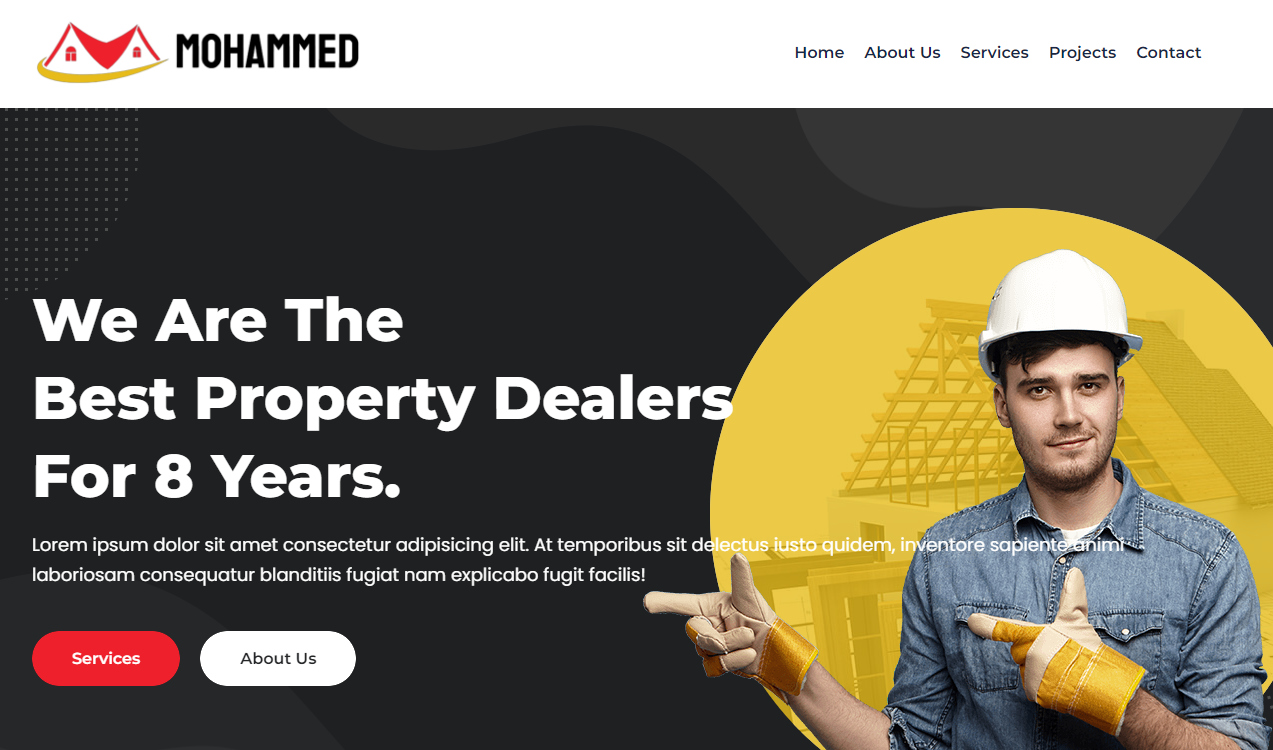 MOHAMMED
Home About Us Services Projects Contact
We Are The
Best Property Dealers
For 8 Years.
Lorem ipsum dolor sit amet consectetur adipisicing elit. At temporibus sit delectus iusto quidem, inventore sapiente animi
laboriosam consequatur blanditiis fugiat nam explicabo fugit facilis!
Services About Us